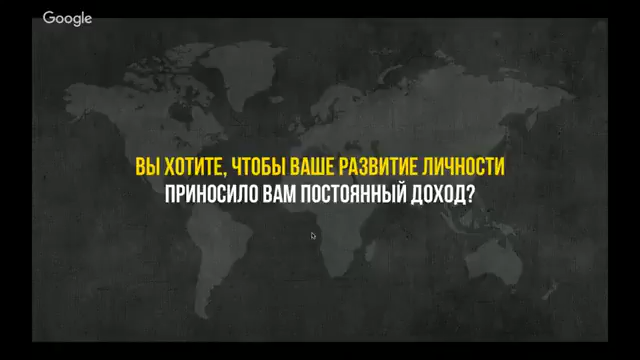 Google
ВЫ ХОТИТЕ, ЧТОБЫ ВАШЕ РАЗВИТИЕ ЛИЧНОСТИ
ПРИНОСИЛО ВАМ ПОСТОЯННЫЙ ДОХОД?